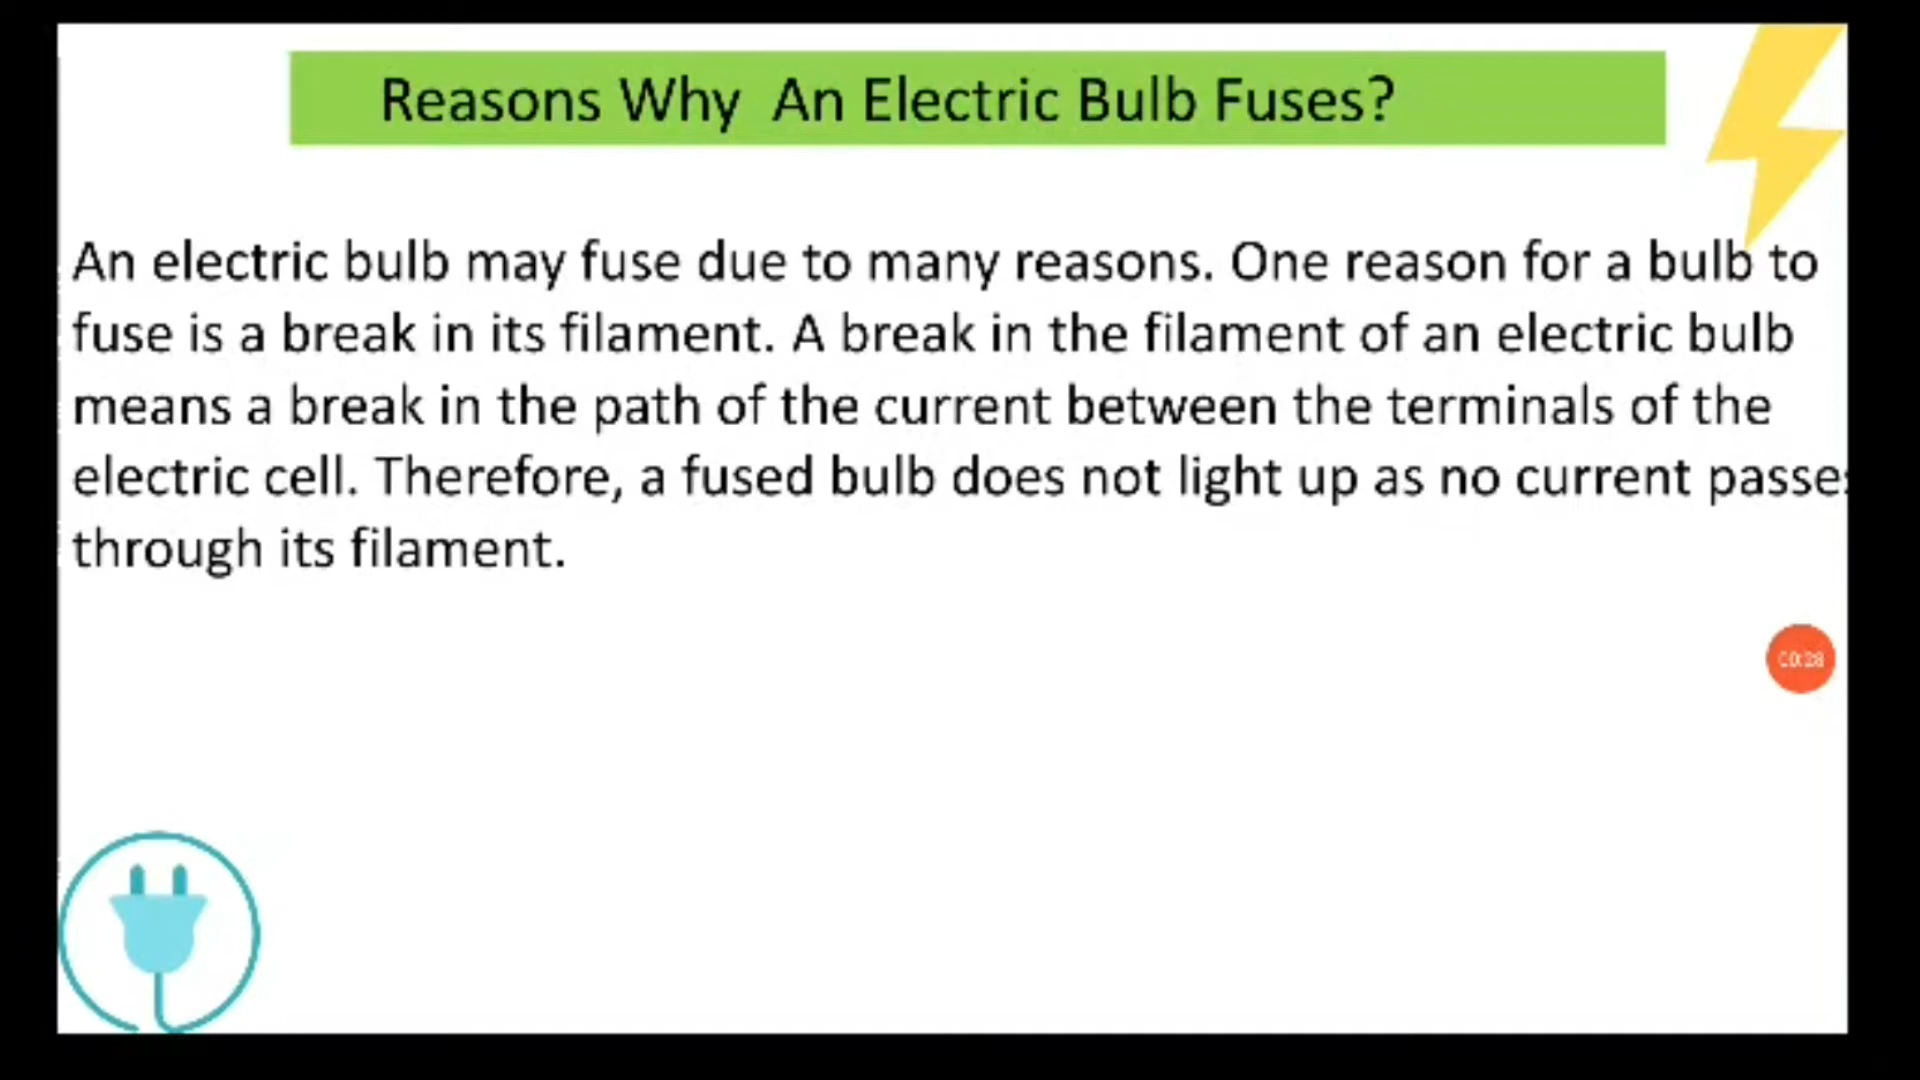 Reasons Why An Electric Bulb Fuses?
An electric bulb may fuse due to many reasons. One reason for a bulb to
fuse is a break in its filament. A break in the filament of an electric bulb
means a break in the path of the current between the terminals of the
electric cell. Therefore, a fused bulb does not light up as no current passes
through its filament.